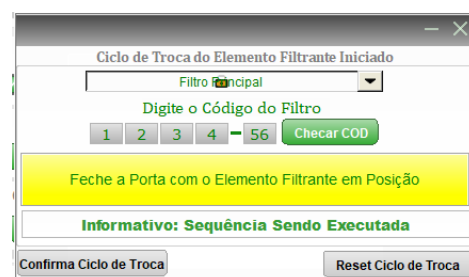 Ciclo de Troca do Elemento Filtrante Iniciado
Filtro Principal
Digite o Código do Filtro
1 2 3 4 - 56 Checar COD
Feche a Porta com o Elemento Filtrante em Posição
Informativo: Sequência Sendo Executada
Confirma Ciclo de Troca Reset Ciclo de Troca